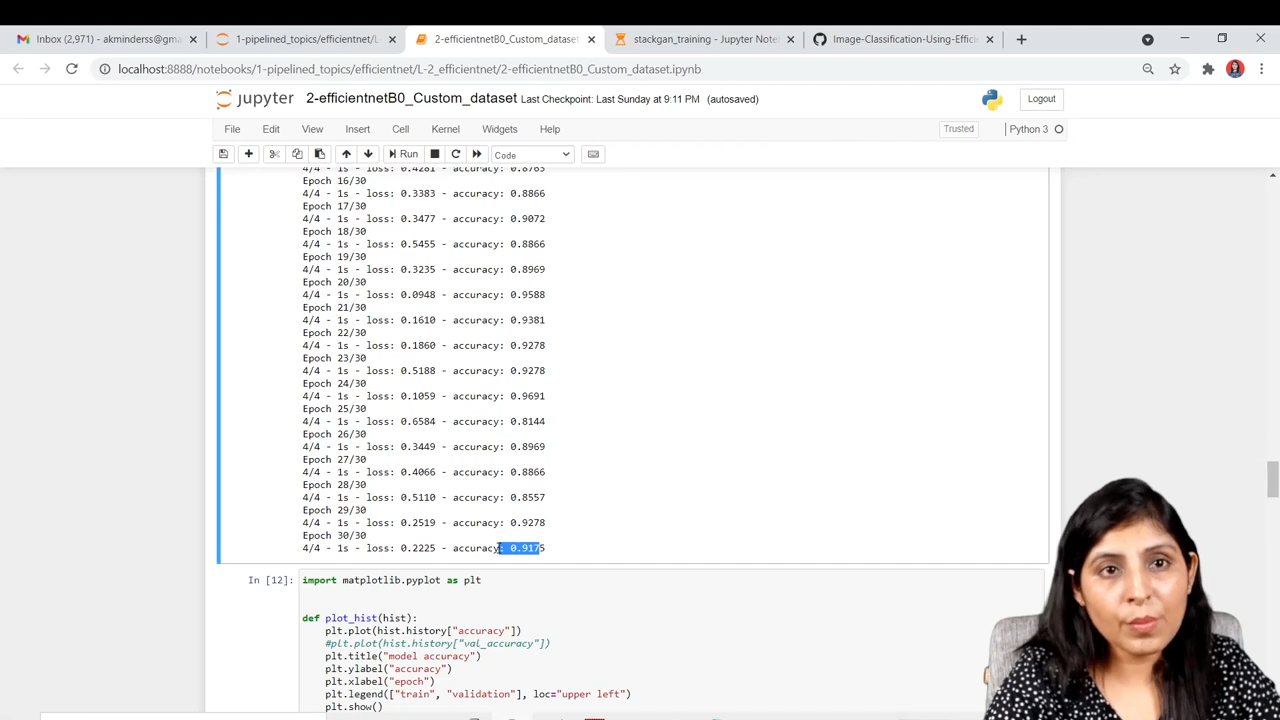 Inbox (2,971) - akminderss@gma
1-pipelined_topics/efficientnet/L-
2-efficientnetB0_Custom_dataset
stackgan_training - Jupyter Note
Image-Classification-Using-Effici
localhost:8888/notebooks/1-pipelined_topics/efficientnet/L-2_efficientnet/2-efficientnetB0_Custom_dataset.ipynb
jupyter 2-efficientnetB0_Custom_dataset Last Checkpoint: Last Sunday at 9:11 PM (autosaved)
Logout
File Edit View Insert Cell Kernel Widgets Help
Trusted
Python 3
Run
Code
4/4 - 1s - loss: 0.4281 - accuracy: 0.8763
Epoch 16/30
4/4 - 1s - loss: 0.3383 - accuracy: 0.8866
Epoch 17/30
4/4 - 1s - loss: 0.3477 - accuracy: 0.9072
Epoch 18/30
4/4 - 1s - loss: 0.5455 - accuracy: 0.8866
Epoch 19/30
4/4 - 1s - loss: 0.3235 - accuracy: 0.8969
Epoch 20/30
4/4 - 1s - loss: 0.0948 - accuracy: 0.9588
Epoch 21/30
4/4 - 1s - loss: 0.1610 - accuracy: 0.9381
Epoch 22/30
4/4 - 1s - loss: 0.1860 - accuracy: 0.9278
Epoch 23/30
4/4 - 1s - loss: 0.5188 - accuracy: 0.9278
Epoch 24/30
4/4 - 1s - loss: 0.1059 - accuracy: 0.9691
Epoch 25/30
4/4 - 1s - loss: 0.6584 - accuracy: 0.8144
Epoch 26/30
4/4 - 1s - loss: 0.3449 - accuracy: 0.8969
Epoch 27/30
4/4 - 1s - loss: 0.4066 - accuracy: 0.8866
Epoch 28/30
4/4 - 1s - loss: 0.5110 - accuracy: 0.8557
Epoch 29/30
4/4 - 1s - loss: 0.2519 - accuracy: 0.9278
Epoch 30/30
4/4 - 1s - loss: 0.2225 - accuracy: 0.9175
In [12]: import matplotlib.pyplot as plt
def plot_hist(hist):
plt.plot(hist.history["accuracy"])
#plt.plot(hist.history["val_accuracy"])
plt.title("model accuracy")
plt.ylabel("accuracy")
plt.xlabel("epoch")
plt.legend(["train", "validation"], loc="upper left")
plt.show()